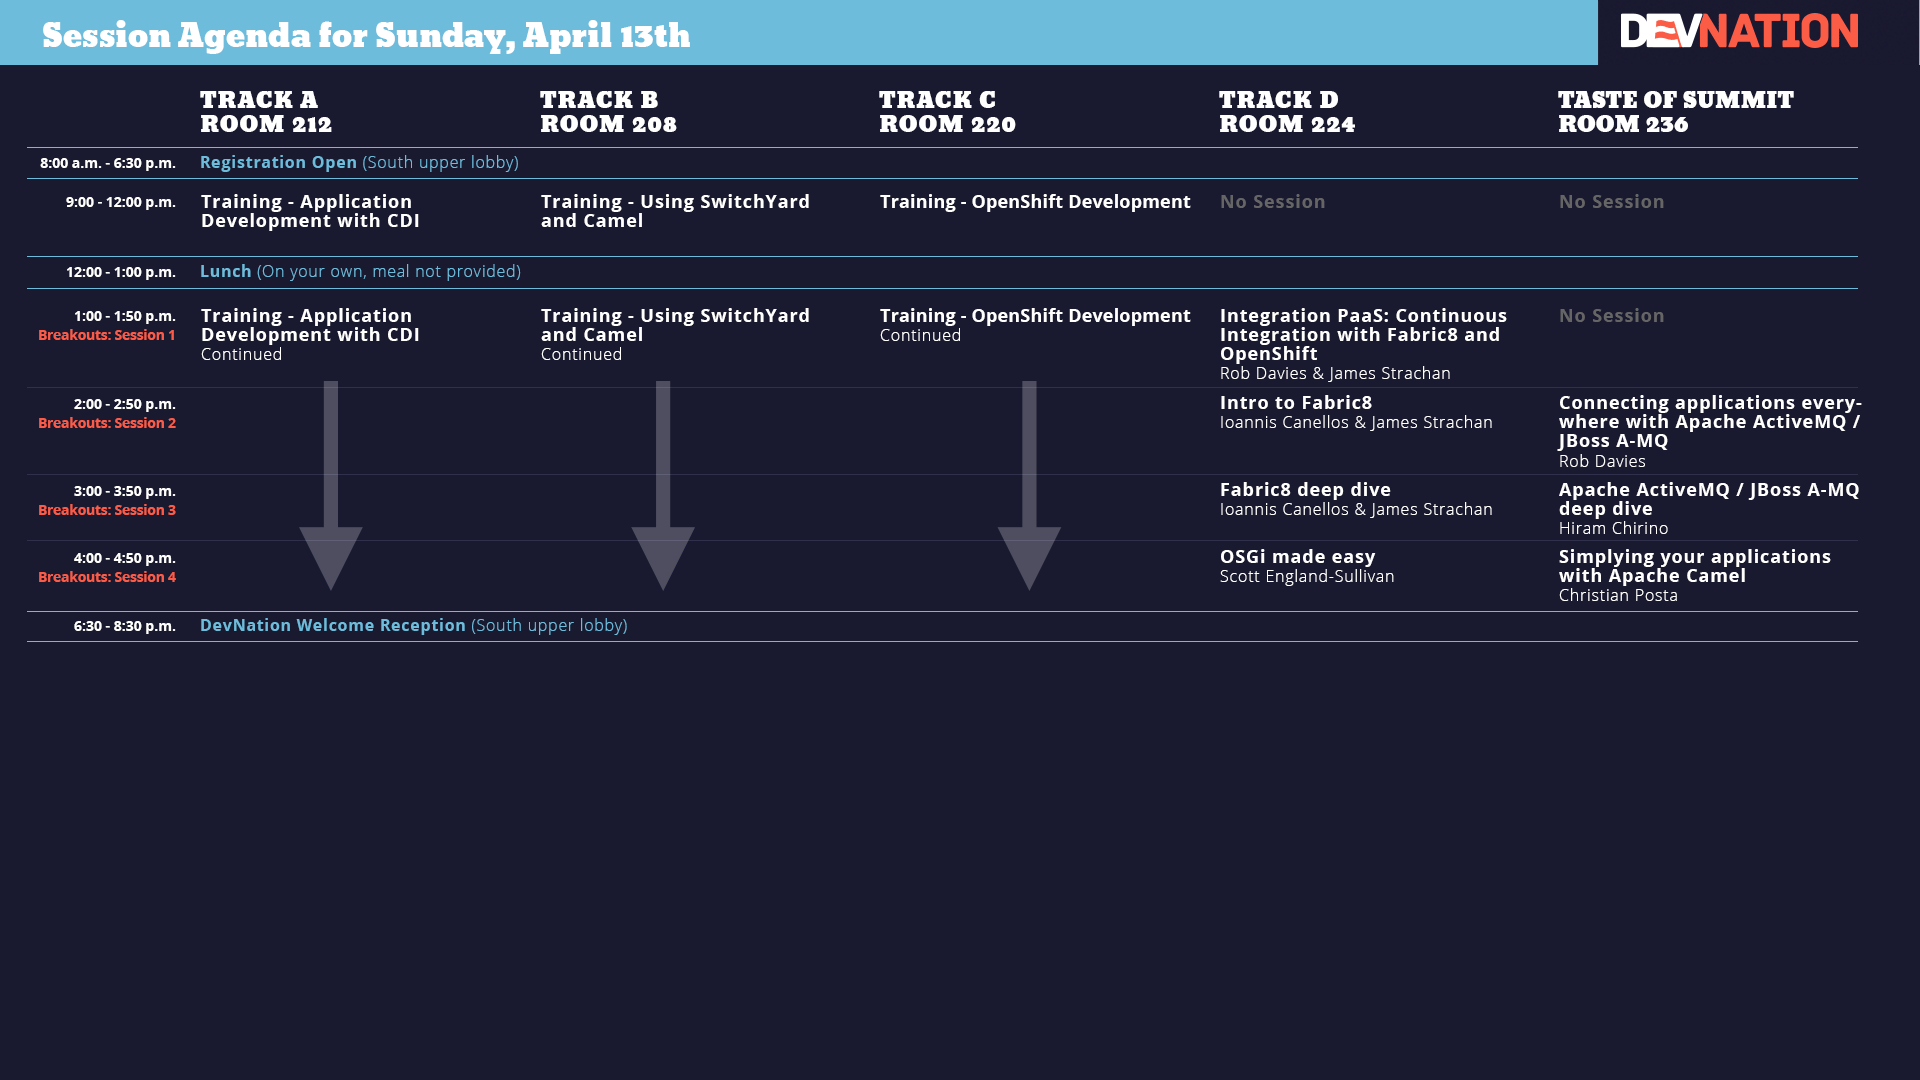 Session Agenda for Sunday, April 13th
DEVNATION
TRACK A
ROOM 212
TRACK B
ROOM 208
TRACK C
ROOM 220
TRACK D
ROOM 224
TASTE OF SUMMIT
ROOM 236
8:00 a.m. - 6:30 p.m.
Registration Open (South upper lobby)
9:00 - 12:00 p.m.
Training - Application
Development with CDI
Training - Using SwitchYard
and Camel
Training - OpenShift Development
No Session
No Session
12:00 - 1:00 p.m.
Lunch (On your own, meal not provided)
1:00 - 1:50 p.m.
Breakouts: Session 1
Training - Application
Development with CDI
Continued
Training - Using SwitchYard
and Camel
Continued
Training - OpenShift Development
Continued
Integration PaaS: Continuous
Integration with Fabric8 and
OpenShift
Rob Davies & James Strachan
No Session
2:00 - 2:50 p.m.
Breakouts: Session 2
Intro to Fabric8
Ioannis Canellos & James Strachan
Connecting applications every-
where with Apache ActiveMQ /
JBoss A-MQ
Rob Davies
3:00 - 3:50 p.m.
Breakouts: Session 3
Fabric8 deep dive
Ioannis Canellos & James Strachan
Apache ActiveMQ / JBoss A-MQ
deep dive
Hiram Chirino
4:00 - 4:50 p.m.
Breakouts: Session 4
OSGi made easy
Scott England-Sullivan
Simplying your applications
with Apache Camel
Christian Posta
6:30 - 8:30 p.m.
DevNation Welcome Reception (South upper lobby)